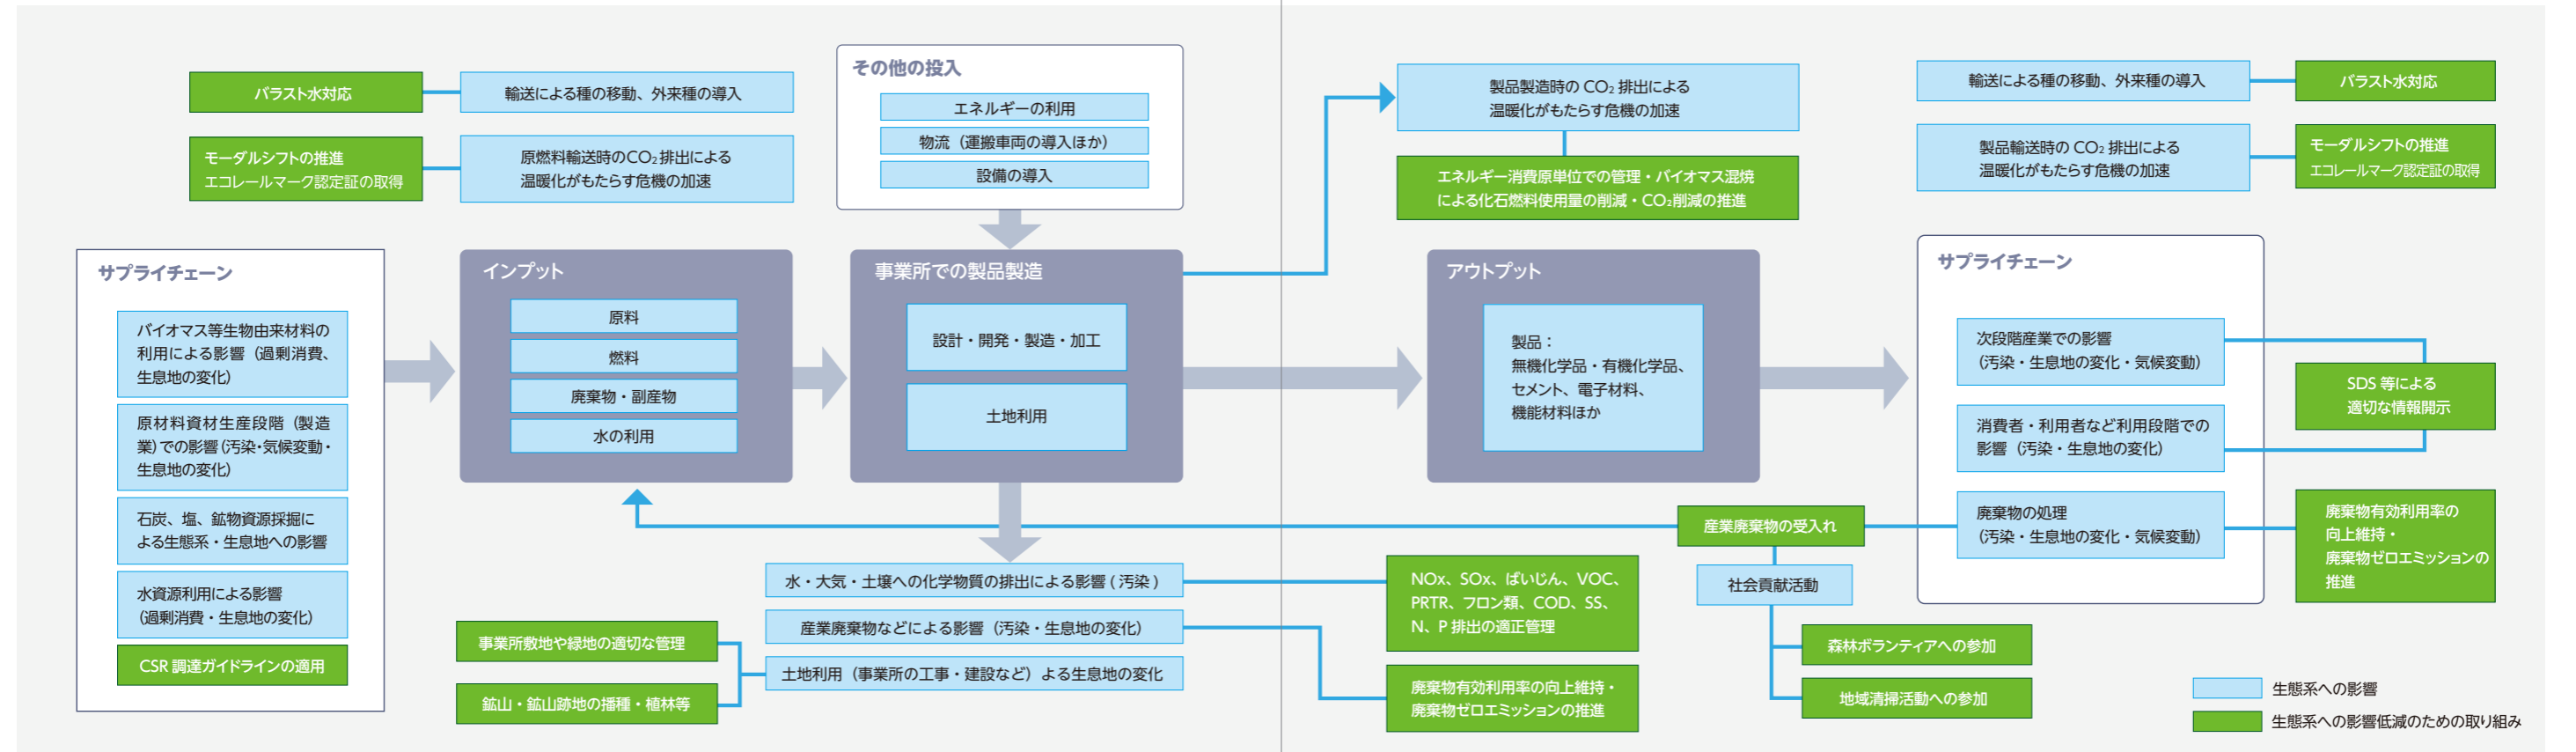 バラスト水対応
輸送による種の移動、外来種の導入
モーダルシフトの推進
エコレールマーク認定証の取得
原燃料輸送時のCO₂排出による
温暖化がもたらす危機の加速
その他の投入
エネルギーの利用
物流（運搬車両の導入ほか）
設備の導入
製品製造時の CO₂ 排出による
温暖化がもたらす危機の加速
エネルギー消費原単位での管理・バイオマス混焼
による化石燃料使用量の削減・CO₂削減の推進
輸送による種の移動、外来種の導入
バラスト水対応
製品輸送時の CO₂ 排出による
温暖化がもたらす危機の加速
モーダルシフトの推進
エコレールマーク認定証の取得
サプライチェーン
バイオマス等生物由来材料の
利用による影響（過剰消費、
生息地の変化）
原材料資材生産段階（製造
業）での影響（汚染・気候変動・
生息地の変化）
石炭、塩、鉱物資源採掘に
よる生態系・生息地への影響
水資源利用による影響
（過剰消費・生息地の変化）
CSR 調達ガイドラインの適用
インプット
原料
燃料
廃棄物・副産物
水の利用
事業所での製品製造
設計・開発・製造・加工
土地利用
アウトプット
製品：
無機化学品・有機化学品、
セメント、電子材料、
機能材料ほか
サプライチェーン
次段階産業での影響
（汚染・生息地の変化・気候変動）
消費者・利用者など利用段階での
影響（汚染・生息地の変化）
廃棄物の処理
（汚染・生息地の変化・気候変動）
SDS 等による
適切な情報開示
廃棄物有効利用率の
向上維持・
廃棄物ゼロエミッションの
推進
産業廃棄物の受入れ
社会貢献活動
森林ボランティアへの参加
地域清掃活動への参加
水・大気・土壌への化学物質の排出による影響 ( 汚染 )
産業廃棄物などによる影響（汚染・生息地の変化）
土地利用（事業所の工事・建設など）よる生息地の変化
事業所敷地や緑地の適切な管理
鉱山・鉱山跡地の播種・植林等
NOx、SOx、ばいじん、VOC、
PRTR、フロン類、COD、SS、
N、P 排出の適正管理
廃棄物有効利用率の向上維持・
廃棄物ゼロエミッションの推進
生態系への影響
生態系への影響低減のための取り組み